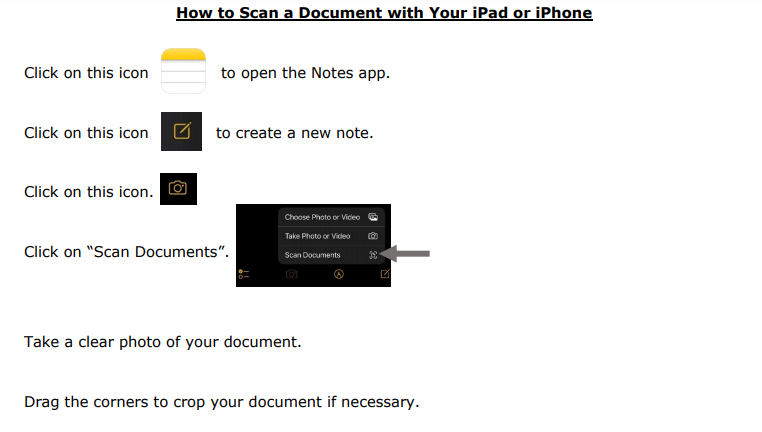 How to Scan a Document with Your iPad or iPhone
Click on this icon to open the Notes app.
Click on this icon to create a new note.
Click on this icon.
Choose Photo or Video
Take Photo or Video
Click on “Scan Documents”.
Scan Documents
Take a clear photo of your document.
Drag the corners to crop your document if necessary.